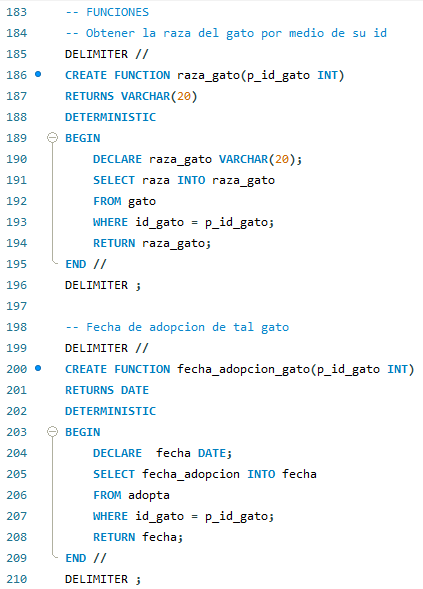 183 -- FUNCIONES
184 -- Obtener la raza del gato por medio de su id
185 DELIMITER //
186 CREATE FUNCTION raza_gato(p_id_gato INT)
187 RETURNS VARCHAR(20)
188 DETERMINISTIC
189 BEGIN
190     DECLARE raza_gato VARCHAR(20);
191     SELECT raza INTO raza_gato
192     FROM gato
193     WHERE id_gato = p_id_gato;
194     RETURN raza_gato;
195 END //
196 DELIMITER ;
197
198 -- Fecha de adopcion de tal gato
199 DELIMITER //
200 CREATE FUNCTION fecha_adopcion_gato(p_id_gato INT)
201 RETURNS DATE
202 DETERMINISTIC
203 BEGIN
204     DECLARE  fecha DATE;
205     SELECT fecha_adopcion INTO fecha
206     FROM adopta
207     WHERE id_gato = p_id_gato;
208     RETURN fecha;
209 END //
210 DELIMITER ;